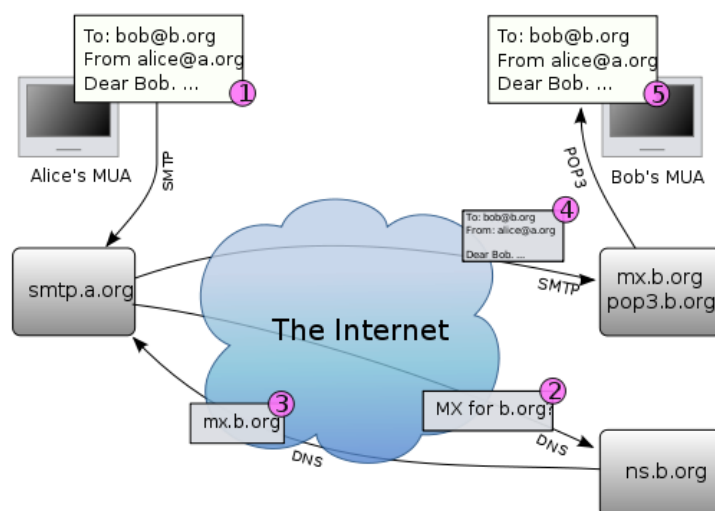 To: bob@b.org
From alice@a.org
Dear Bob. ...
1
To: bob@b.org
From alice@a.org
Dear Bob. ...
5
Alice's MUA
SMTP
POP3
Bob's MUA
4
To: bob@b.org
From: alice@a.org
Dear Bob. ...
smtp.a.org
SMTP
mx.b.org
pop3.b.org
The Internet
3
mx.b.org
2
MX for b.org?
DNS
DNS
ns.b.org